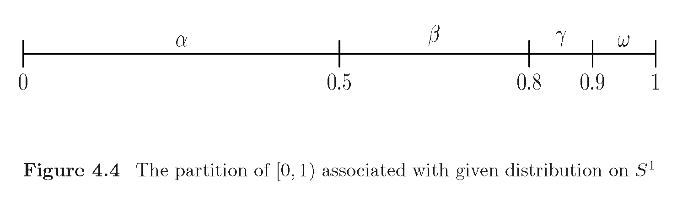 α β γ ω
0 0.5 0.8 0.9 1
Figure 4.4 The partition of [0, 1) associated with given distribution on S¹